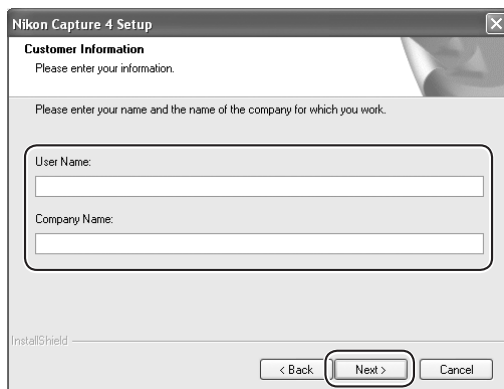 Nikon Capture 4 Setup
Customer Information
Please enter your information.
Please enter your name and the name of the company for which you work.
User Name:
Company Name:
InstallShield
< Back
Next >
Cancel